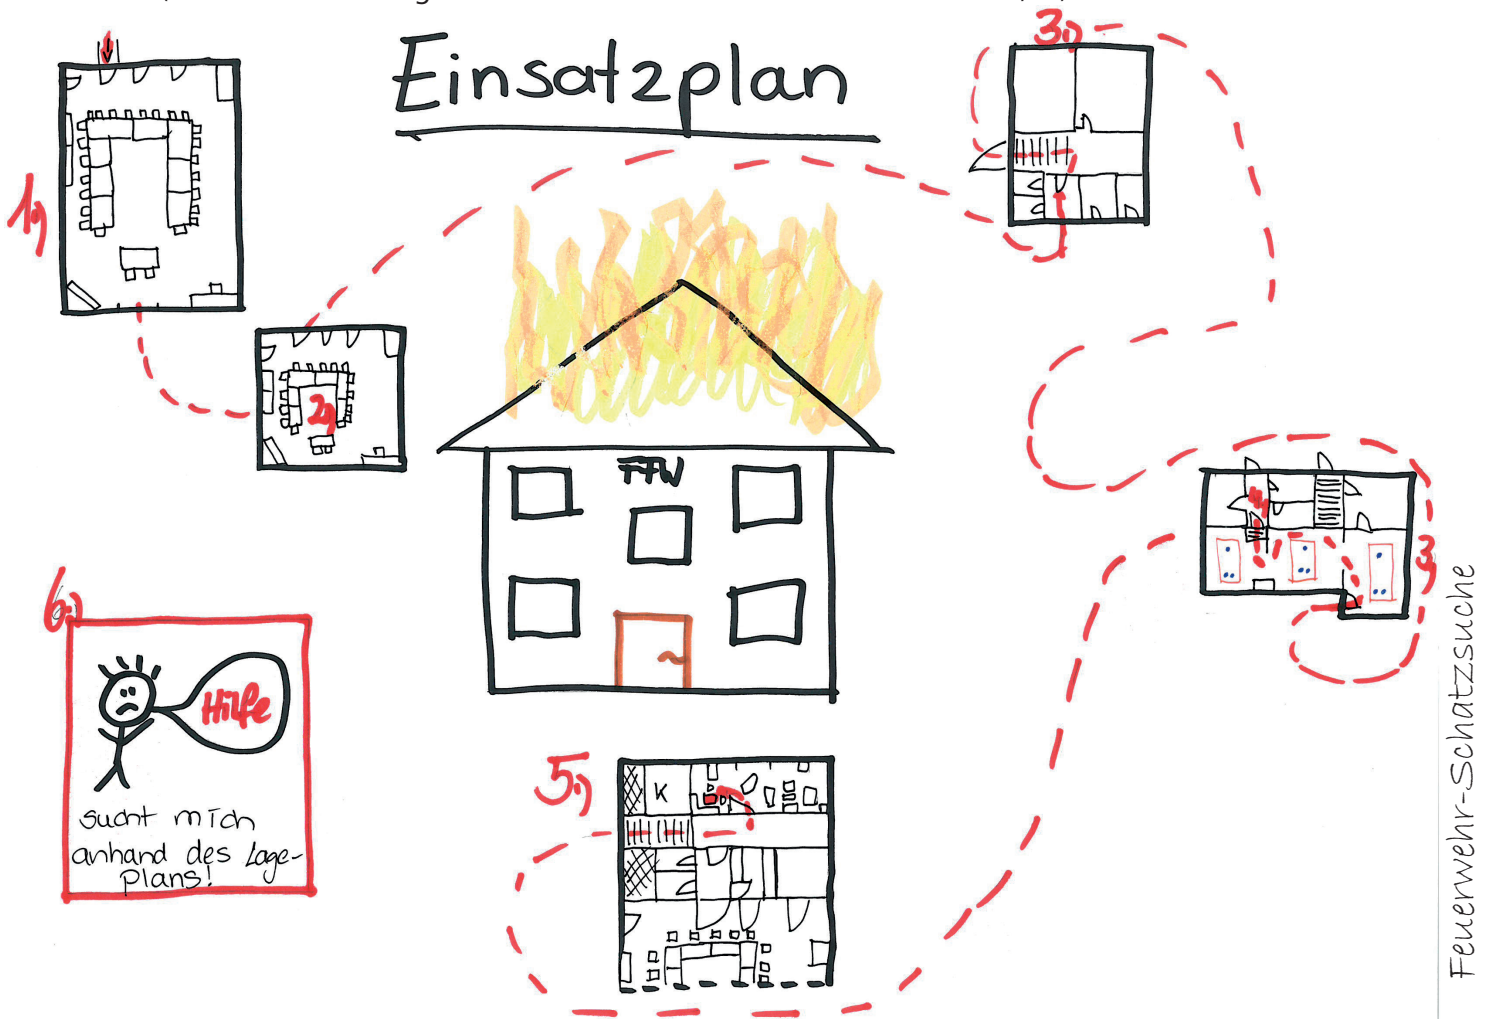 Einsatzplan
1.)
2.)
3.)
3.)
4.)
FFW
5.)
K
6.)
Hilfe
sucht mich
anhand des Lage-
plans!
Feuerwehr-Schatzsuche